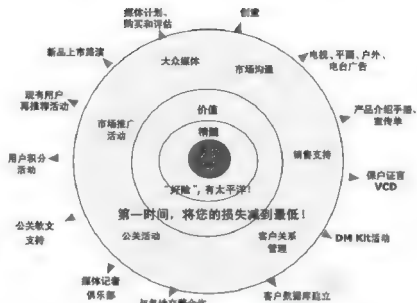 媒体计划、
购买和评估
创意
新品上市路演
大众媒体
市场沟通
电视、平面、户外、
电台广告
现有用户
再推荐活动
价值
产品介绍手册、
宣传单
市场推广
活动
精髓
用户积分
活动
销售支持
保户证言
VCD
“好险”, 有太平洋!
第一时间, 将您的损失减到最低!
公关软文
支持
公关活动
客户关系
管理
DM Kit活动
媒体记者
俱乐部
客户数据库建立